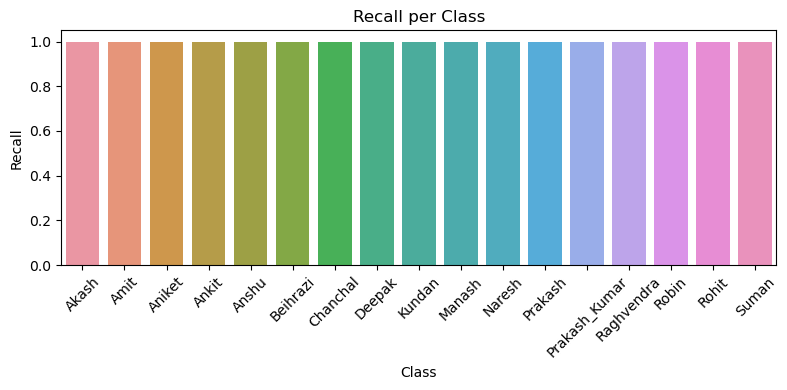 Recall per Class
Recall
1.0
0.8
0.6
0.4
0.2
0.0
Akash
Amit
Aniket
Ankit
Anshu
Beihrazi
Chanchal
Deepak
Kundan
Manash
Naresh
Prakash
Prakash_Kumar
Raghvendra
Robin
Rohit
Suman
Class